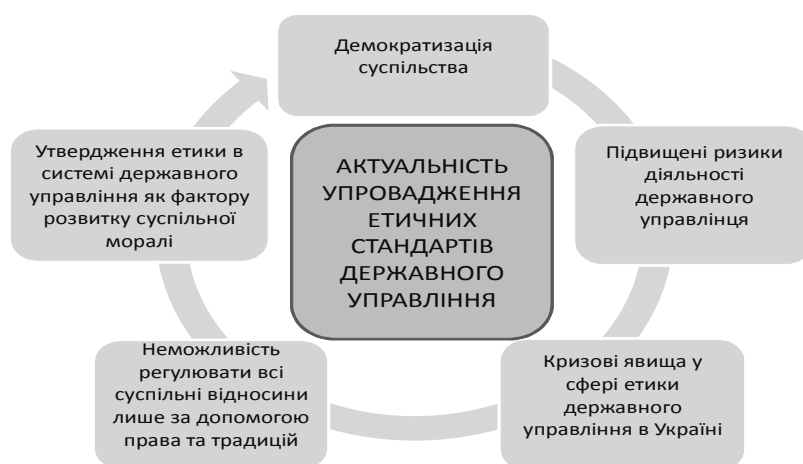 Демократизація
суспільства
Підвищені ризики
діяльності
державного
управлінця
Кризові явища у
сфері етики
державного
управління в Україні
Неможливість
регулювати всі
суспільні відносини
лише за допомогою
права та традицій
Утвердження етики в
системі державного
управління як фактору
розвитку суспільної
моралі
АКТУАЛЬНІСТЬ
УПРОВАДЖЕННЯ
ЕТИЧНИХ
СТАНДАРТІВ
ДЕРЖАВНОГО
УПРАВЛІННЯ